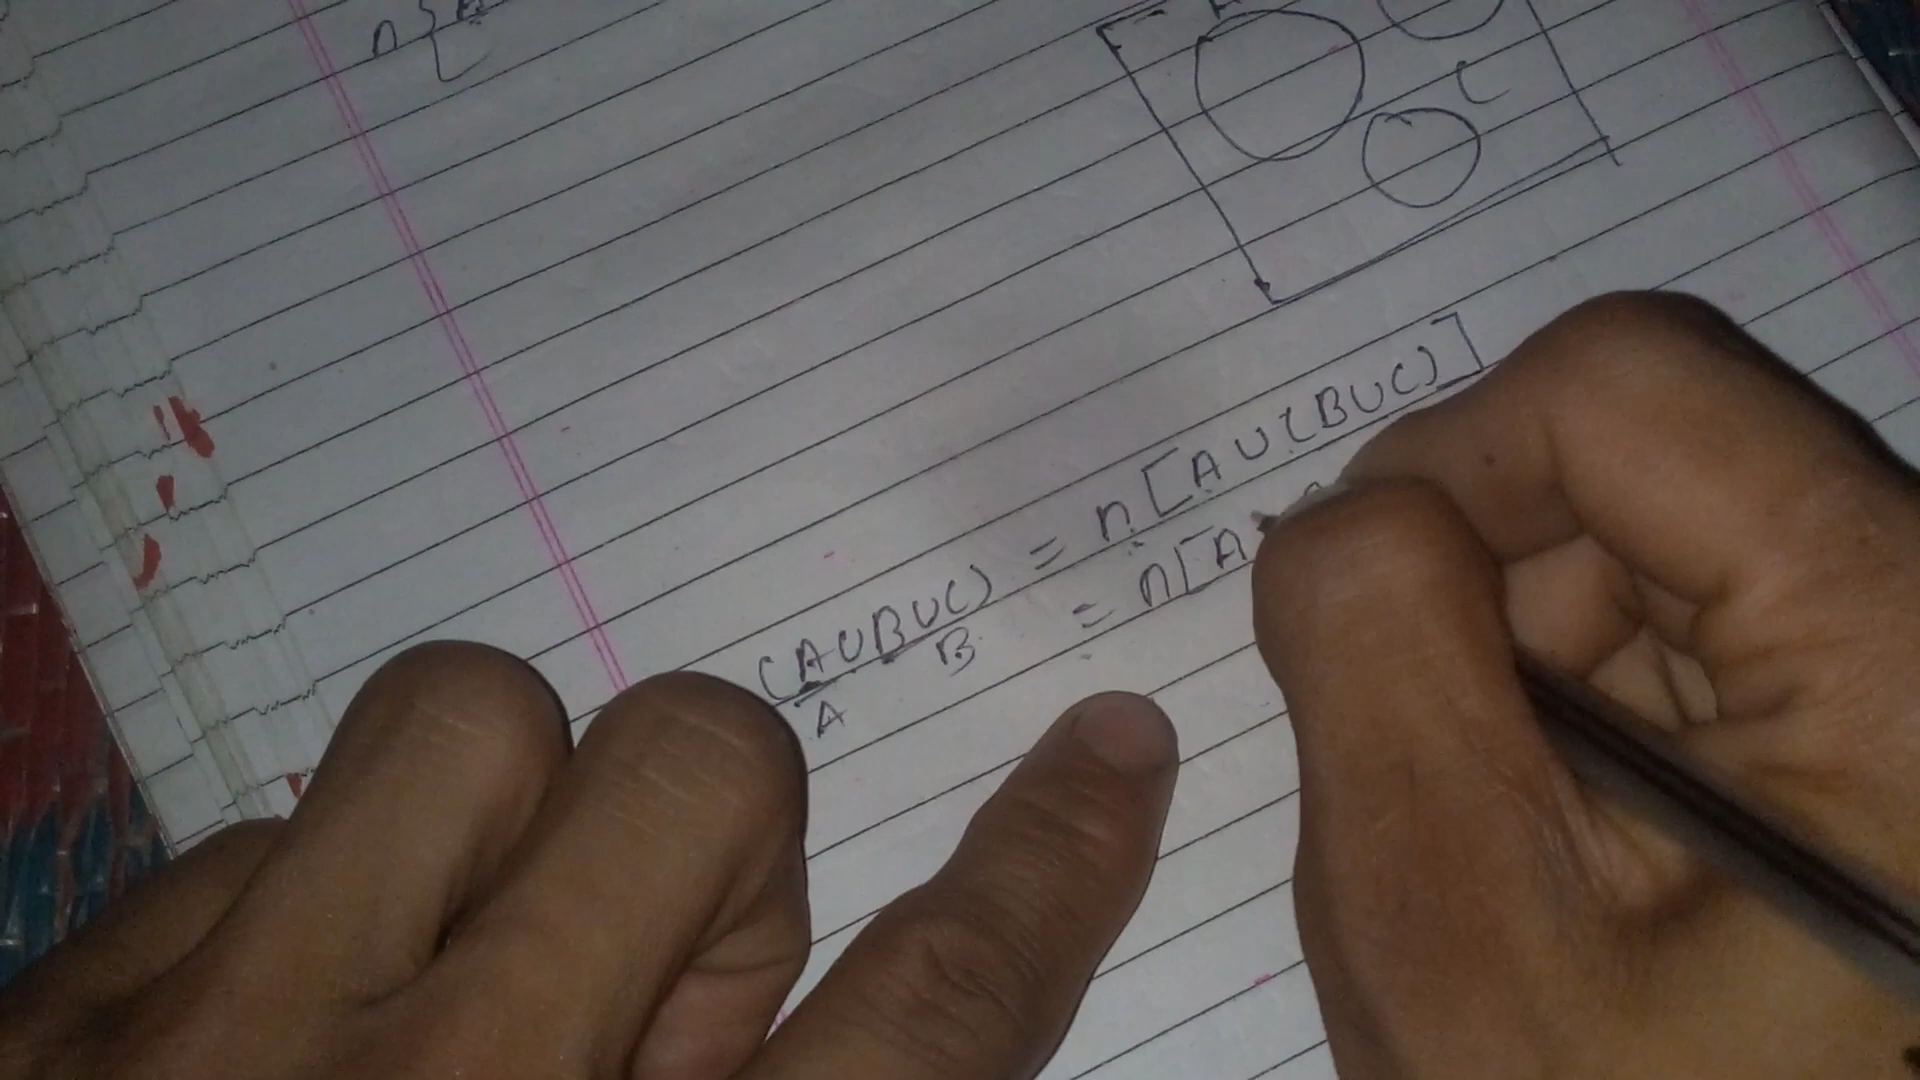 n{A
A
C
(AUBUC) = n[AU(BUC)]
A B = n[A